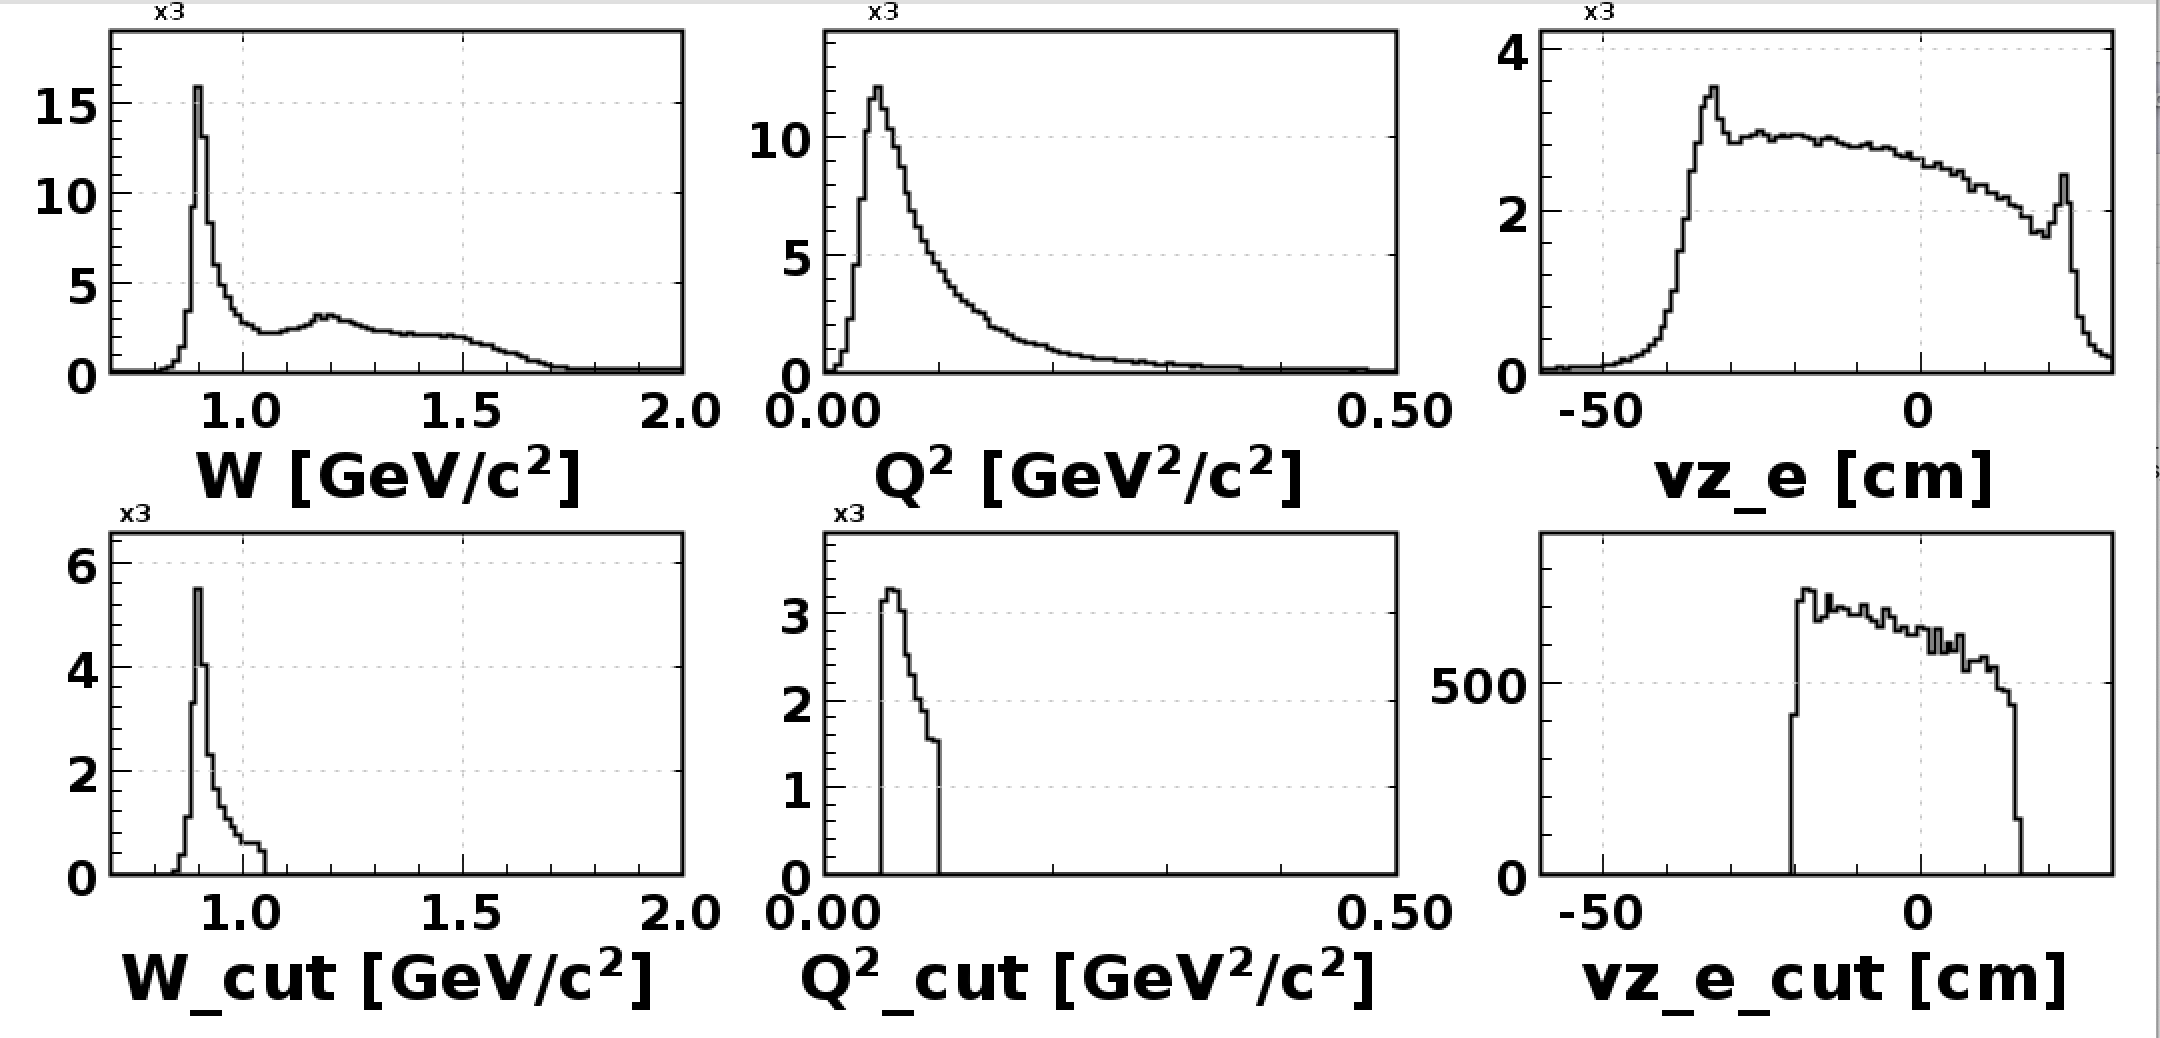 x3 x3 x3
15
10
5
0
1.0 1.5 2.0
W [GeV/c²]
10
5
0
0.00 0.50
Q² [GeV²/c²]
4
2
0
-50 0
vz_e [cm]
x3 x3
6
4
2
0
1.0 1.5 2.0
W_cut [GeV/c²]
3
2
1
0
0.00 0.50
Q²_cut [GeV²/c²]
500
0
-50 0
vz_e_cut [cm]